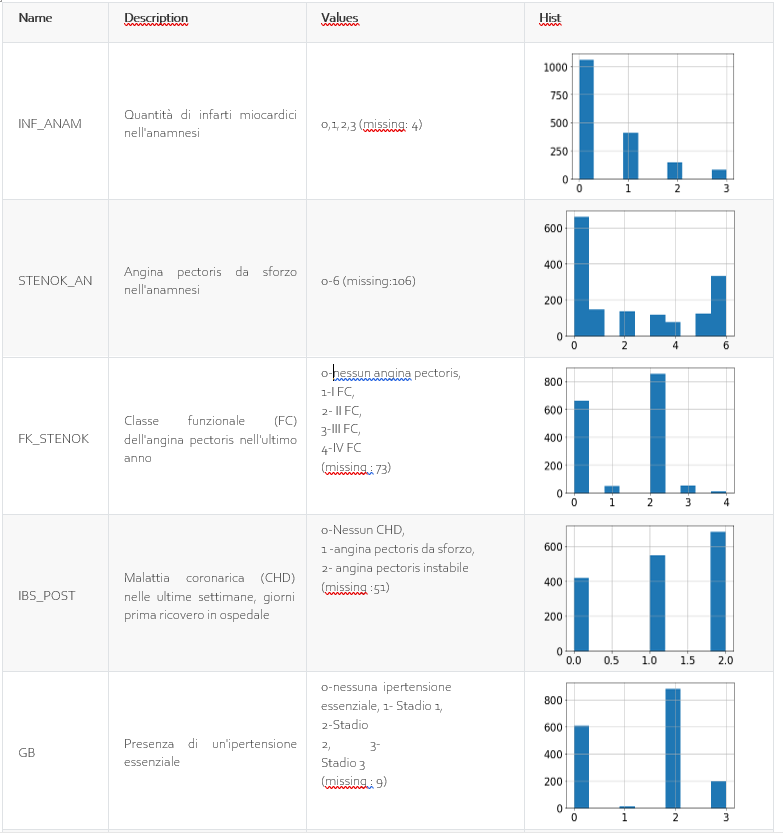 Name Description Values Hist
INF_ANAM
Quantità di infarti miocardici
nell'anamnesi
0,1,2,3 (missing: 4)
1000
750
500
250
0
0 1 2 3
STENOK_AN
Angina pectoris da sforzo
nell'anamnesi
0-6 (missing:106)
600
400
200
0
0 2 4 6
FK_STENOK
Classe funzionale (FC)
dell'angina pectoris nell'ultimo
anno
0-nessun angina pectoris,
1-I FC,
2- II FC,
3-III FC,
4-IV FC
(missing : 73)
800
600
400
200
0
0 1 2 3 4
IBS_POST
Malattia coronarica (CHD)
nelle ultime settimane, giorni
prima ricovero in ospedale
0-Nessun CHD,
1 -angina pectoris da sforzo,
2- angina pectoris instabile
(missing :51)
600
400
200
0
0.0 0.5 1.0 1.5 2.0
GB
Presenza di un'ipertensione
essenziale
0-nessuna ipertensione
essenziale, 1- Stadio 1,
2-Stadio
2, 3-
Stadio 3
(missing : 9)
800
600
400
200
0
0 1 2 3